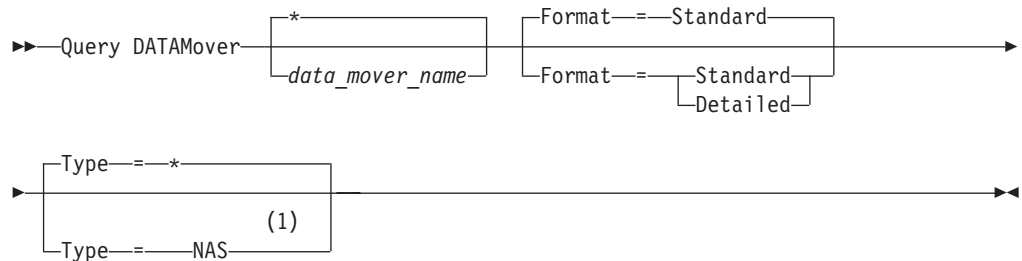 * Format = Standard
Query DATAMover
data_mover_name Format = Standard
Detailed
Type = *
(1)
Type = NAS